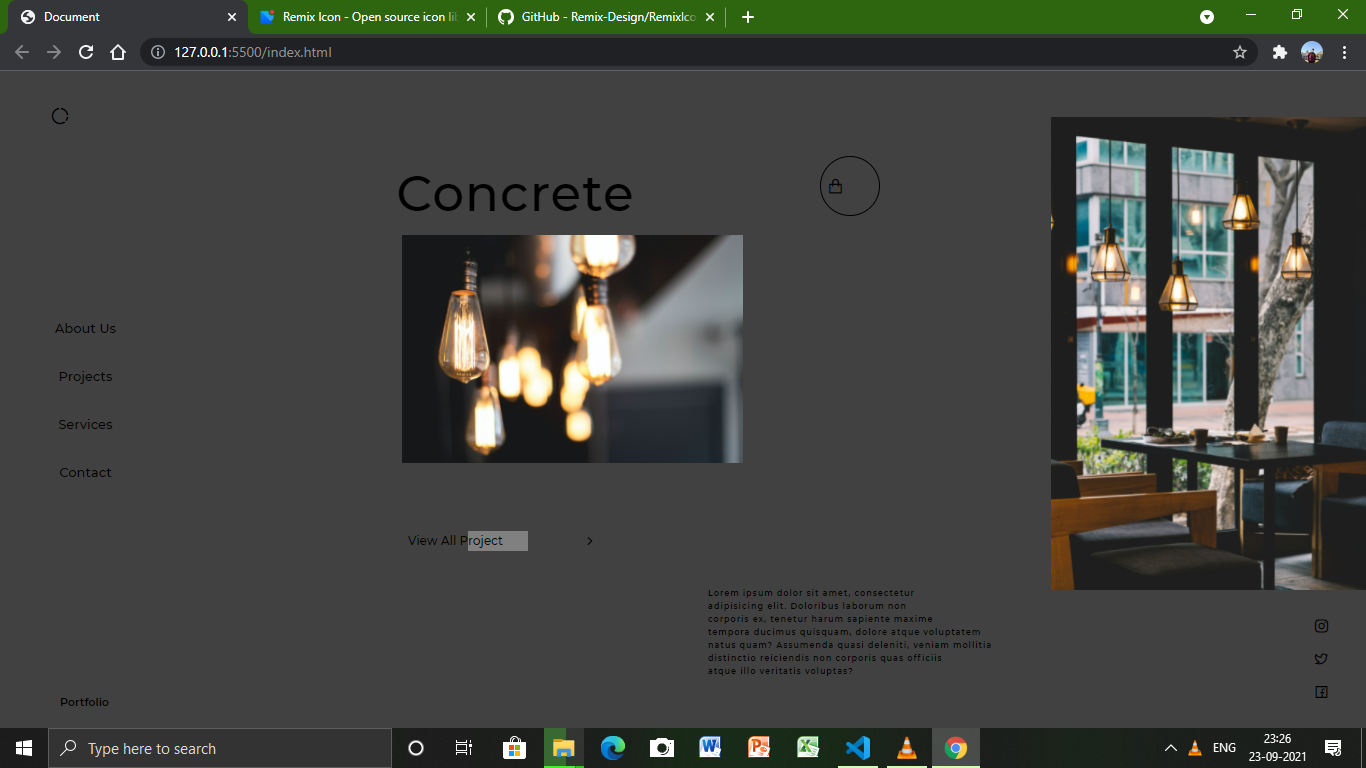 Document
Remix Icon - Open source icon lib
GitHub - Remix-Design/RemixIco
127.0.0.1:5500/index.html
Concrete
About Us
Projects
Services
Contact
View All Project
Lorem ipsum dolor sit amet, consectetur
adipisicing elit. Doloribus laborum non
corporis ex, tenetur harum sapiente maxime
tempora ducimus quisquam, dolore atque voluptatem
natus quam? Assumenda quasi deleniti, veniam mollitia
distinctio reiciendis non corporis quas officiis
atque illo veritatis voluptas?
Portfolio
Type here to search
ENG
23:26
23-09-2021